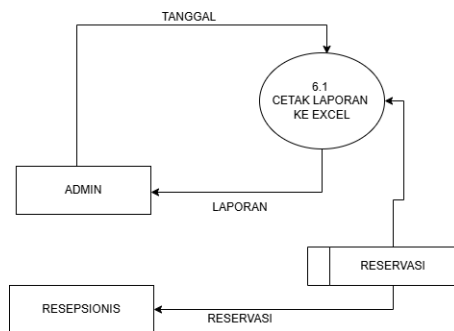 TANGGAL
6.1
CETAK LAPORAN
KE EXCEL
ADMIN
LAPORAN
RESERVASI
RESEPSIONIS
RESERVASI